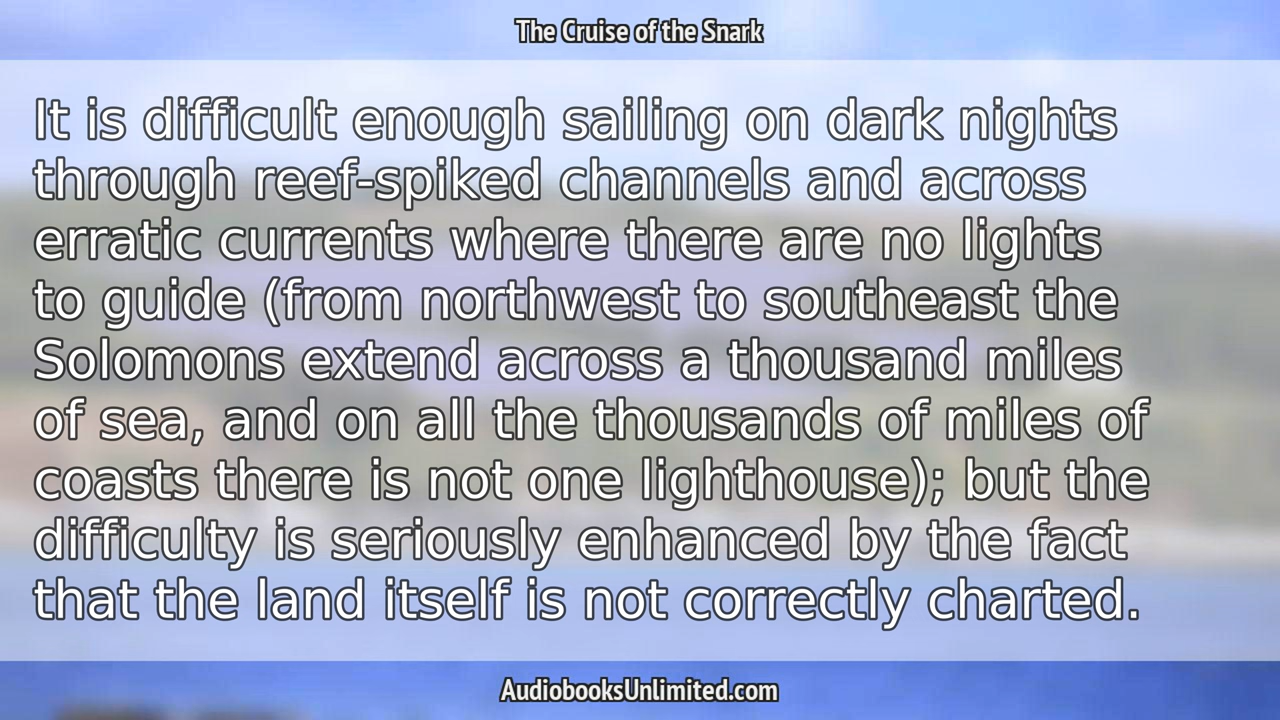 The Cruise of the Snark
It is difficult enough sailing on dark nights
through reef-spiked channels and across
erratic currents where there are no lights
to guide (from northwest to southeast the
Solomons extend across a thousand miles
of sea, and on all the thousands of miles of
coasts there is not one lighthouse); but the
difficulty is seriously enhanced by the fact
that the land itself is not correctly charted.
AudiobooksUnlimited.com